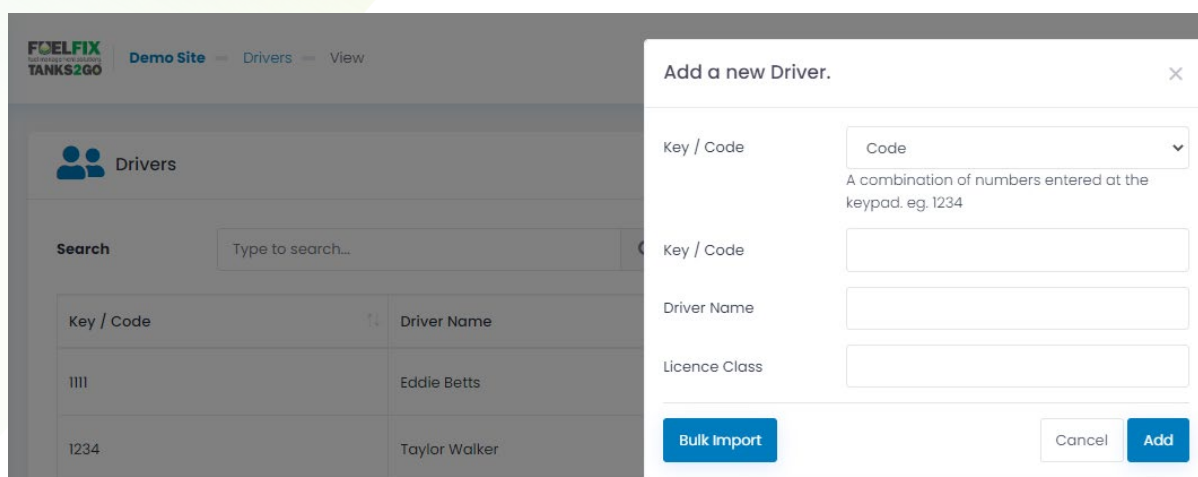 FUELFIX
TANKS2GO
Demo Site — Drivers — View
Drivers
Search
Type to search...
Key / Code
Driver Name
1111
Eddie Betts
1234
Taylor Walker
Add a new Driver.
×
Key / Code
Code
A combination of numbers entered at the
keypad. eg. 1234
Key / Code
Driver Name
Licence Class
Bulk Import
Cancel
Add